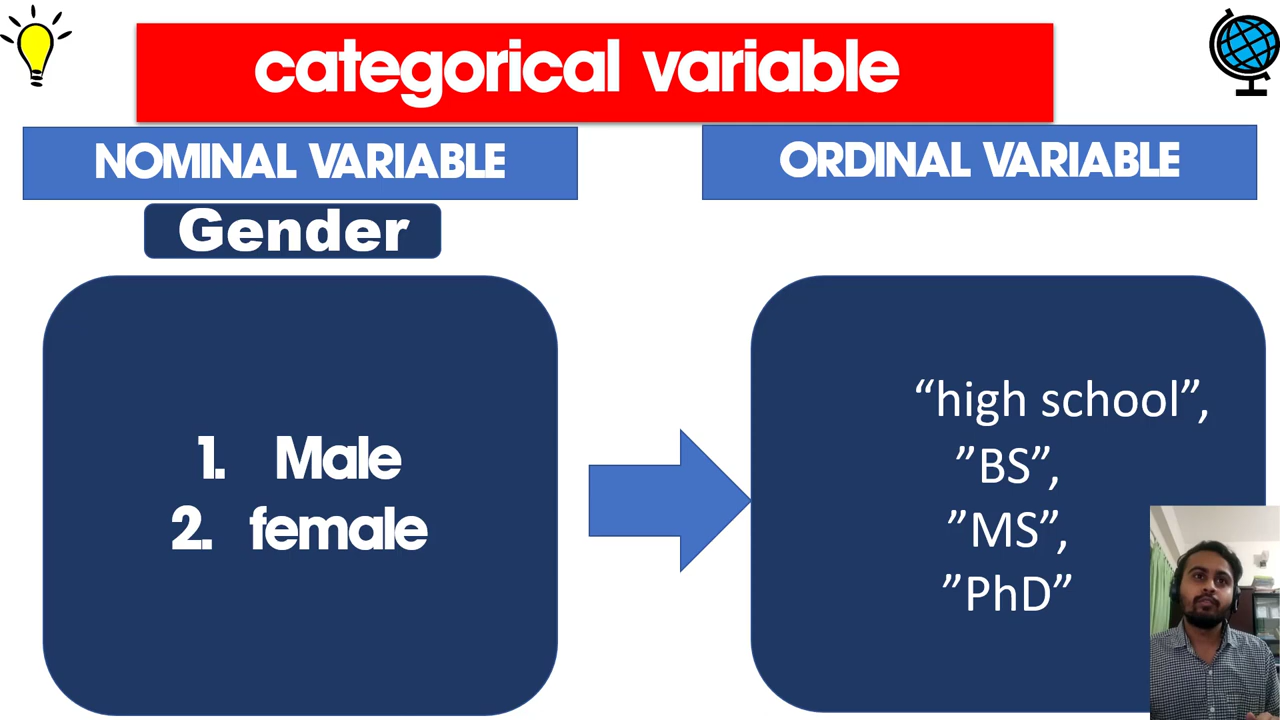 categorical variable
NOMINAL VARIABLE
ORDINAL VARIABLE
Gender
1. Male
2. female
“high school”,
”BS”,
”MS”,
”PhD”